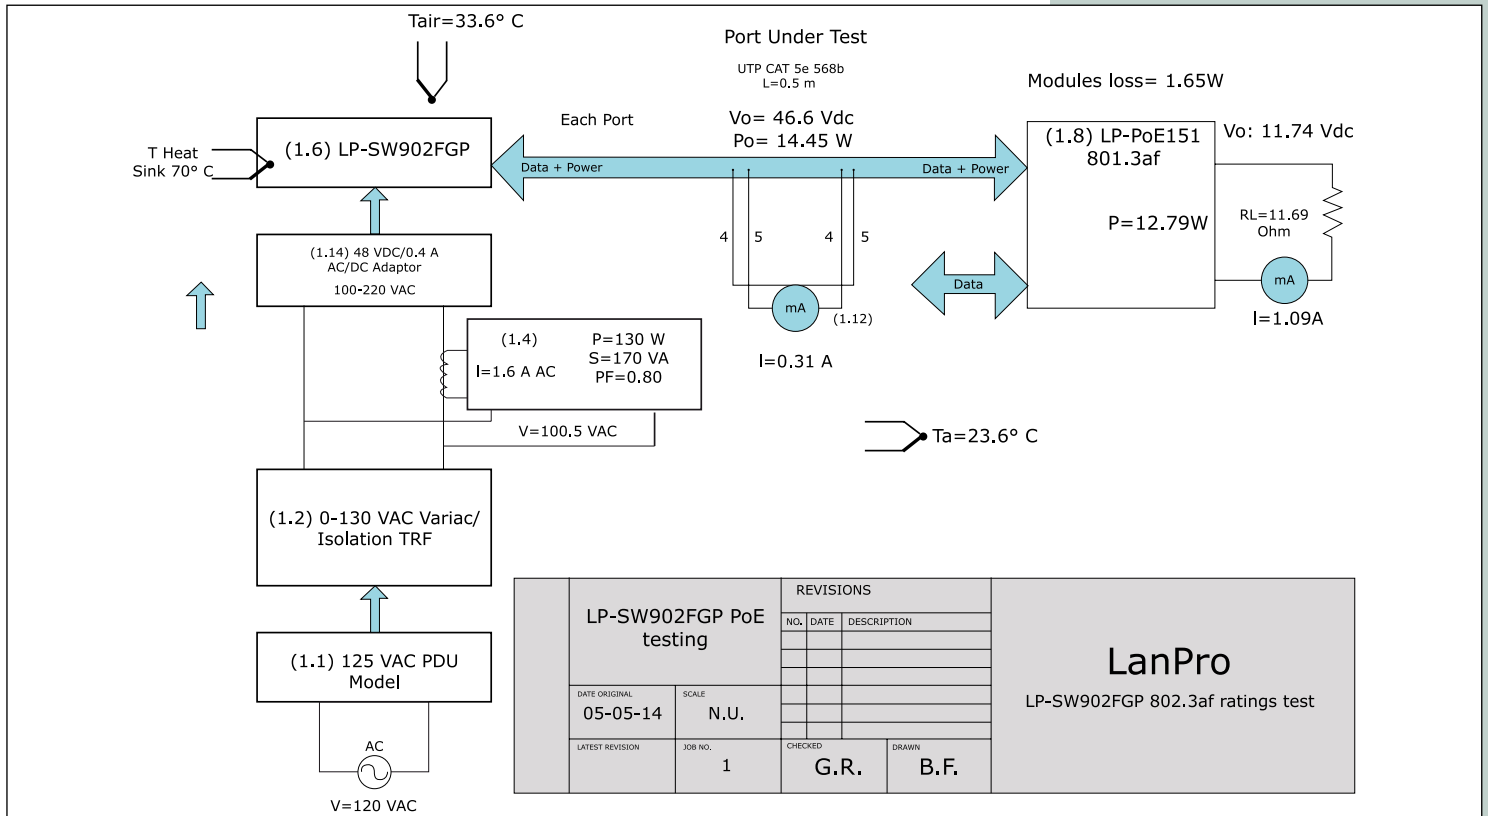 Tair=33.6° C
Port Under Test
UTP CAT 5e 568b
L=0.5 m
Modules loss= 1.65W
Each Port
Vo= 46.6 Vdc
Po= 14.45 W
(1.6) LP-SW902FGP
T Heat
Sink 70° C
Data + Power
Data + Power
(1.8) LP-PoE151
801.3af
Vo: 11.74 Vdc
P=12.79W
RL=11.69
Ohm
4
5
4
5
(1.14) 48 VDC/0.4 A
AC/DC Adaptor
100-220 VAC
Data
mA
mA
(1.12)
I=1.09A
I=0.31 A
(1.4)
I=1.6 A AC
P=130 W
S=170 VA
PF=0.80
V=100.5 VAC
Ta=23.6° C
(1.2) 0-130 VAC Variac/
Isolation TRF
(1.1) 125 VAC PDU
Model
AC
V=120 VAC
LP-SW902FGP PoE
testing
REVISIONS
NO.
DATE
DESCRIPTION
DATE ORIGINAL
05-05-14
SCALE
N.U.
LATEST REVISION
JOB NO.
1
CHECKED
G.R.
DRAWN
B.F.
LanPro
LP-SW902FGP 802.3af ratings test